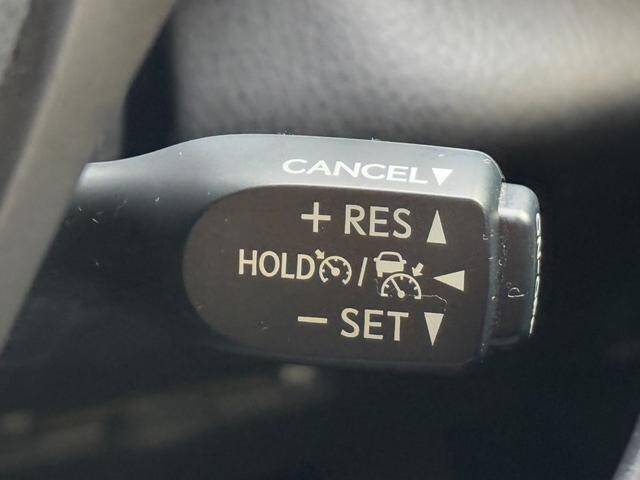 CANCEL▼
+ RES ▲
HOLD / ◀
− SET ▼